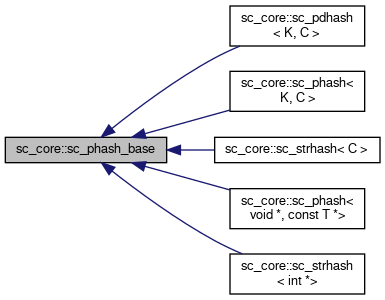 sc_core::sc_pdhash
< K, C >
sc_core::sc_phash<
K, C >
sc_core::sc_phash_base
sc_core::sc_strhash< C >
sc_core::sc_phash<
void *, const T *>
sc_core::sc_strhash
< int *>